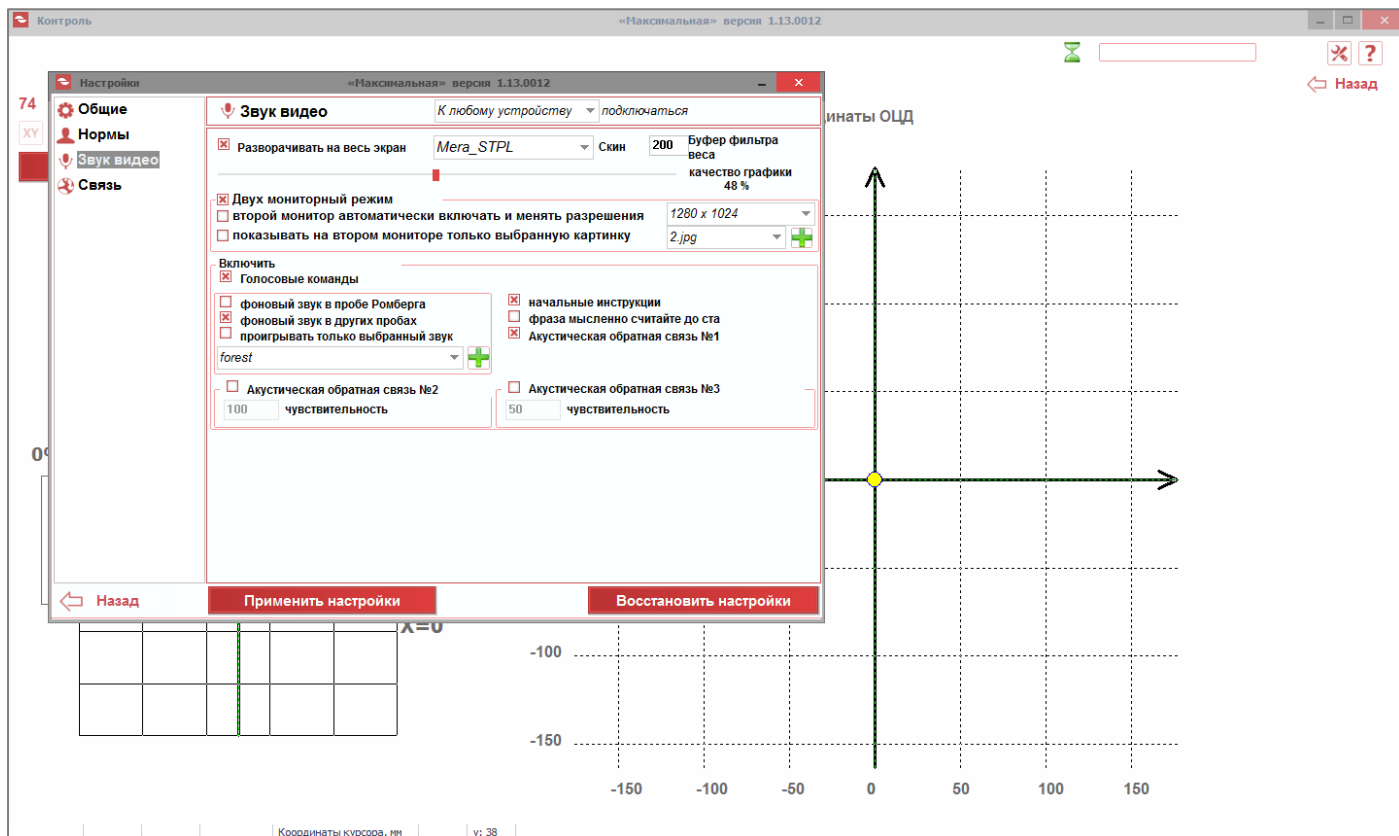 Контроль «Максимальная» версия 1.13.0012
Назад
74
XY
инаты ОЦД
Настройки «Максимальная» версия 1.13.0012
Общие
Нормы
Звук видео
Связь
Звук видео К любому устройству подключаться
Разворачивать на весь экран Mera_STPL Скин 200 Буфер фильтра
веса
качество графики
48 %
Двух мониторный режим
второй монитор автоматически включать и менять разрешения 1280 x 1024
показывать на втором мониторе только выбранную картинку 2.jpg
Включить
Голосовые команды
фоновый звук в пробе Ромберга
фоновый звук в других пробах
проигрывать только выбранный звук
forest
начальные инструкции
фраза мысленно считайте до ста
Акустическая обратная связь №1
Акустическая обратная связь №2
100 чувствительность
Акустическая обратная связь №3
50 чувствительность
Назад Применить настройки Восстановить настройки
X=0
-100
-150
-150 -100 -50 0 50 100 150
Координаты курсора, мм y: 38